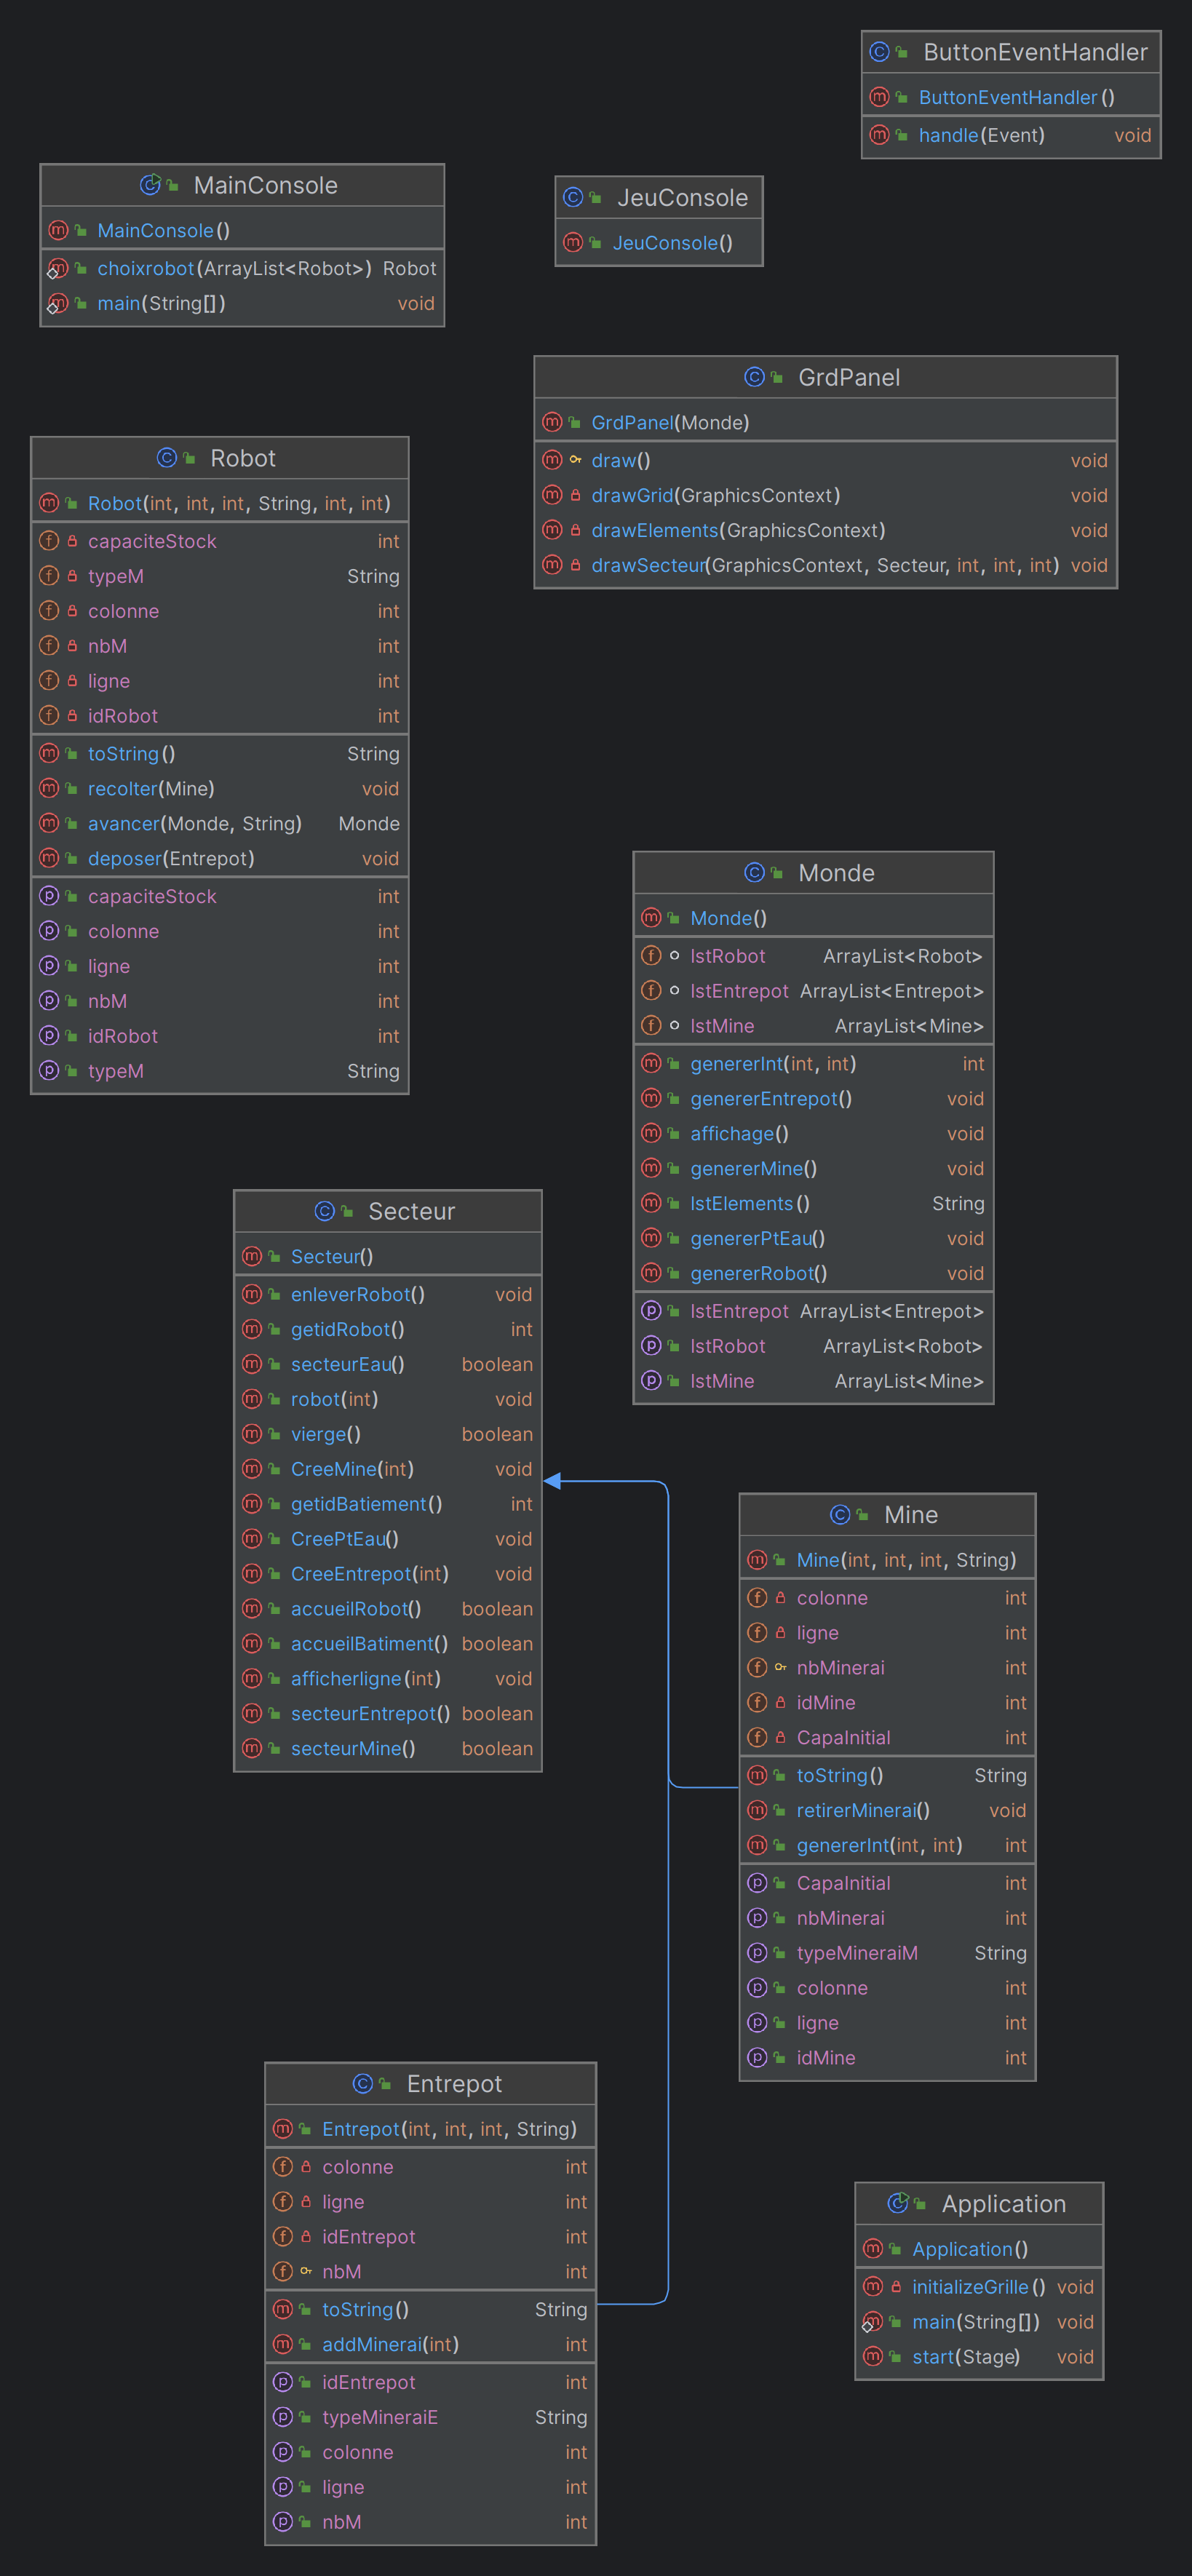 ButtonEventHandler
ButtonEventHandler()
handle(Event) void
MainConsole
MainConsole()
choixrobot(ArrayList<Robot>) Robot
main(String[]) void
JeuConsole
JeuConsole()
GrdPanel
GrdPanel(Monde)
draw() void
drawGrid(GraphicsContext) void
drawElements(GraphicsContext) void
drawSecteur(GraphicsContext, Secteur, int, int, int) void
Robot
Robot(int, int, int, String, int, int)
capaciteStock int
typeM String
colonne int
nbM int
ligne int
idRobot int
toString() String
recolter(Mine) void
avancer(Monde, String) Monde
deposer(Entrepot) void
capaciteStock int
colonne int
ligne int
nbM int
idRobot int
typeM String
Monde
Monde()
lstRobot ArrayList<Robot>
lstEntrepot ArrayList<Entrepot>
lstMine ArrayList<Mine>
genererInt(int, int) int
genererEntrepot() void
affichage() void
genererMine() void
lstElements() String
genererPtEau() void
genererRobot() void
lstEntrepot ArrayList<Entrepot>
lstRobot ArrayList<Robot>
lstMine ArrayList<Mine>
Secteur
Secteur()
enleverRobot() void
getidRobot() int
secteurEau() boolean
robot(int) void
vierge() boolean
CreeMine(int) void
getidBatiement() int
CreePtEau() void
CreeEntrepot(int) void
accueilRobot() boolean
accueilBatiment() boolean
afficherligne(int) void
secteurEntrepot() boolean
secteurMine() boolean
Mine
Mine(int, int, int, String)
colonne int
ligne int
nbMinerai int
idMine int
CapaInitial int
toString() String
retirerMinerai() void
genererInt(int, int) int
CapaInitial int
nbMinerai int
typeMineraiM String
colonne int
ligne int
idMine int
Entrepot
Entrepot(int, int, int, String)
colonne int
ligne int
idEntrepot int
nbM int
toString() String
addMinerai(int) int
idEntrepot int
typeMineraiE String
colonne int
ligne int
nbM int
Application
Application()
initializeGrille() void
main(String[]) void
start(Stage) void